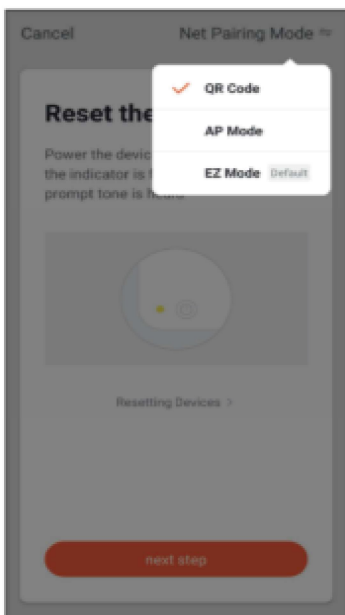 Cancel
Net Pairing Mode
QR Code
AP Mode
EZ Mode Default
Reset the
Power the devic
the indicator is f
prompt tone is heard
Resetting Devices >
next step